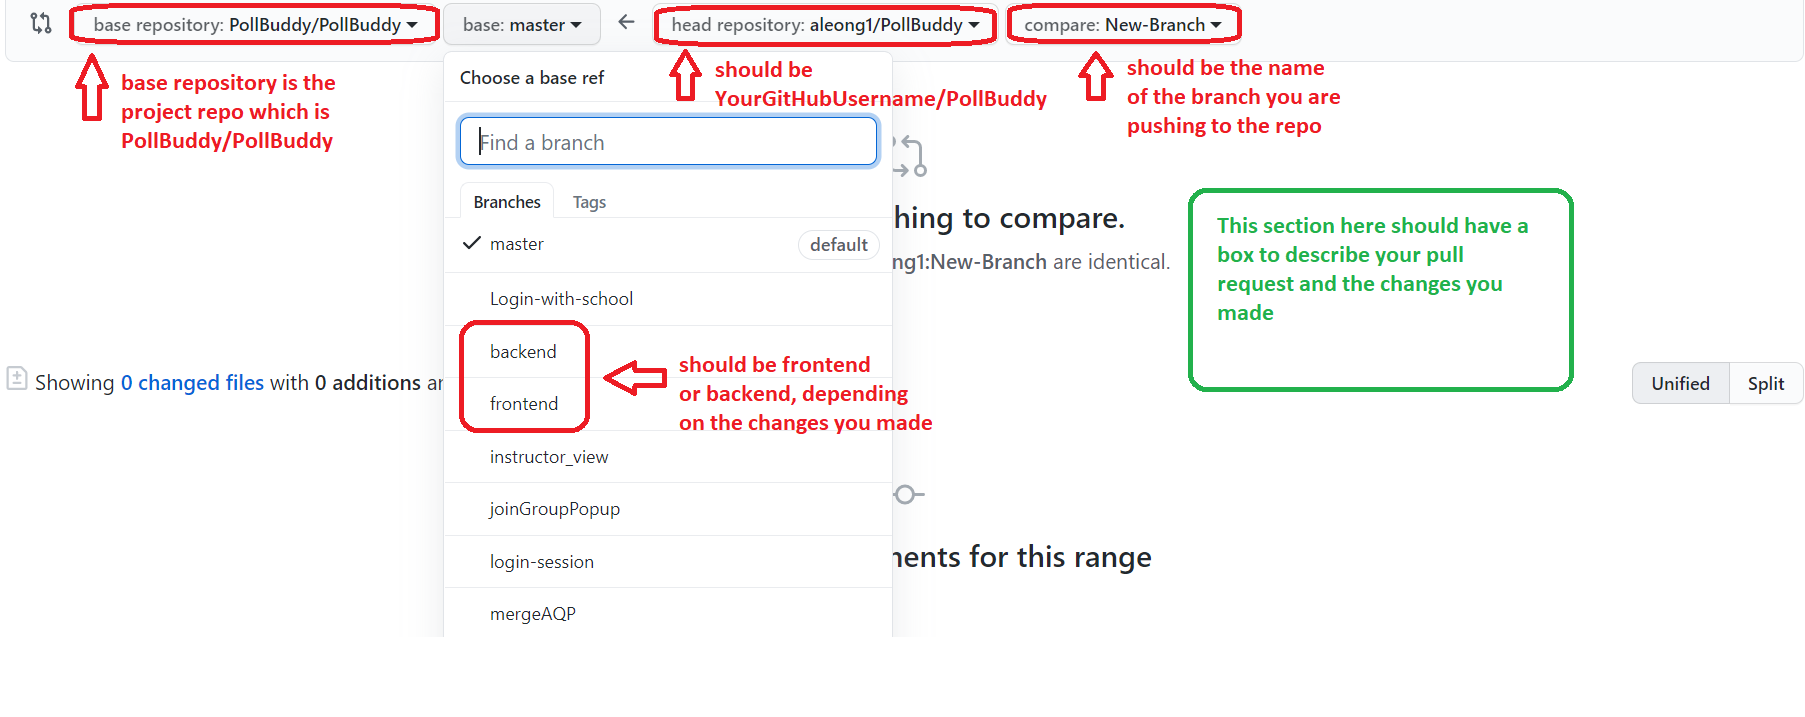 base repository: PollBuddy/PollBuddy
base: master
head repository: aleong1/PollBuddy
compare: New-Branch
base repository is the
project repo which is
PollBuddy/PollBuddy
Choose a base ref
should be
YourGitHubUsername/PollBuddy
should be the name
of the branch you are
pushing to the repo
Find a branch
Branches
Tags
hing to compare.
master
default
ng1:New-Branch are identical.
This section here should have a
box to describe your pull
request and the changes you
made
Login-with-school
backend
should be frontend
or backend, depending
on the changes you made
Showing 0 changed files with 0 additions
Unified
Split
frontend
instructor_view
joinGroupPopup
login-session
ents for this range
mergeAQP